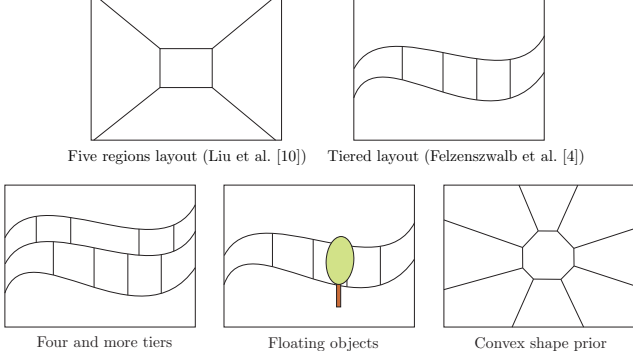 Five regions layout (Liu et al. [10]) Tiered layout (Felzenszwalb et al. [4])
Four and more tiers Floating objects Convex shape prior